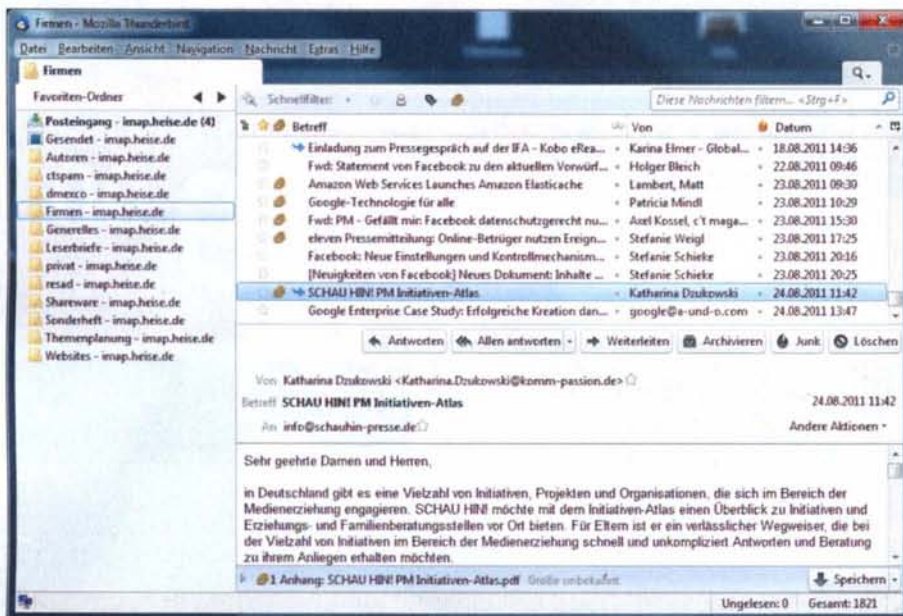 Firmen - Mozilla Thunderbird
Datei Bearbeiten Ansicht Navigation Nachricht Extras Hilfe
Firmen
Favoriten-Ordner
Posteingang - imap.heise.de (4)
Gesendet - imap.heise.de
Autoren - imap.heise.de
ctspam - imap.heise.de
dmexco - imap.heise.de
Firmen - imap.heise.de
Generelles - imap.heise.de
Leserbriefe - imap.heise.de
privat - imap.heise.de
resad - imap.heise.de
Shareware - imap.heise.de
Sonderheft - imap.heise.de
Themenplanung - imap.heise.de
Websites - imap.heise.de
Schnellfilter: Diese Nachrichten filtern... <Strg+F>
Betreff Von Datum
Einladung zum Pressegespräch auf der IFA - Kobo eRea... Karina Elmer - Global... 18.08.2011 14:36
Fwd: Statement von Facebook zu den aktuellen Vorwürf... Holger Bleich 22.08.2011 09:46
Amazon Web Services Launches Amazon Elasticache Lambert, Matt 23.08.2011 09:30
Google-Technologie für alle Patricia Mindl 23.08.2011 10:29
Fwd: PM - Gefällt mir: Facebook datenschutzgerecht nu... Axel Kossel, c't maga... 23.08.2011 15:30
eleven Pressemitteilung: Online-Betrüger nutzen Ereign... Stefanie Weigl 23.08.2011 17:25
Facebook: Neue Einstellungen und Kontrollmechanism... Stefanie Schieke 23.08.2011 20:16
[Neuigkeiten von Facebook] Neues Dokument: Inhalte ... Stefanie Schieke 23.08.2011 20:25
SCHAU HIN! PM Initiativen-Atlas Katharina Dzukowski 24.08.2011 11:42
Google Enterprise Case Study: Erfolgreiche Kreation dan... google@a-und-o.com 24.08.2011 13:47
Antworten Allen antworten Weiterleiten Archivieren Junk Löschen
Von Katharina Dzukowski <Katharina.Dzukowski@komm-passion.de>
Betreff SCHAU HIN! PM Initiativen-Atlas 24.08.2011 11:42
An info@schauhin-presse.de Andere Aktionen
Sehr geehrte Damen und Herren,
in Deutschland gibt es eine Vielzahl von Initiativen, Projekten und Organisationen, die sich im Bereich der
Medienerziehung engagieren. SCHAU HIN! möchte mit dem Initiativen-Atlas einen Überblick zu Initiativen und
Erziehungs- und Familienberatungsstellen vor Ort bieten. Für Eltern ist er ein verlässlicher Wegweiser, die bei
der Vielzahl von Initiativen im Bereich der Medienerziehung schnell und unkompliziert Antworten und Beratung
zu ihrem Anliegen erhalten möchten.
1 Anhang: SCHAU HIN! PM Initiativen-Atlas.pdf Größe unbekannt Speichern
Ungelesen: 0 Gesamt: 1821